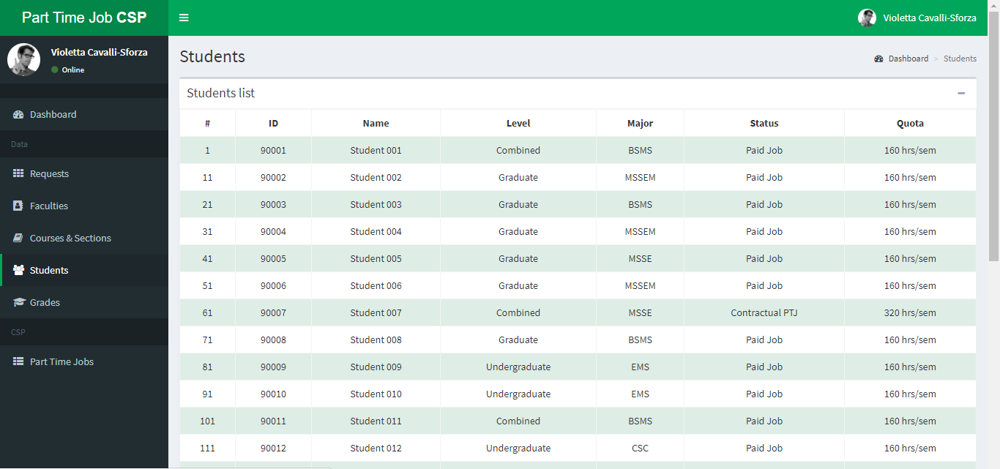 Part Time Job CSP
Violetta Cavalli-Sforza
Violetta Cavalli-Sforza
Online
Dashboard
Data
Requests
Faculties
Courses & Sections
Students
Grades
CSP
Part Time Jobs
Students
Dashboard > Students
Students list
# ID Name Level Major Status Quota
1 90001 Student 001 Combined BSMS Paid Job 160 hrs/sem
11 90002 Student 002 Graduate MSSEM Paid Job 160 hrs/sem
21 90003 Student 003 Graduate BSMS Paid Job 160 hrs/sem
31 90004 Student 004 Graduate MSSEM Paid Job 160 hrs/sem
41 90005 Student 005 Graduate MSSE Paid Job 160 hrs/sem
51 90006 Student 006 Graduate MSSEM Paid Job 160 hrs/sem
61 90007 Student 007 Combined MSSE Contractual PTJ 320 hrs/sem
71 90008 Student 008 Graduate BSMS Paid Job 160 hrs/sem
81 90009 Student 009 Undergraduate EMS Paid Job 160 hrs/sem
91 90010 Student 010 Undergraduate EMS Paid Job 160 hrs/sem
101 90011 Student 011 Combined BSMS Paid Job 160 hrs/sem
111 90012 Student 012 Undergraduate CSC Paid Job 160 hrs/sem